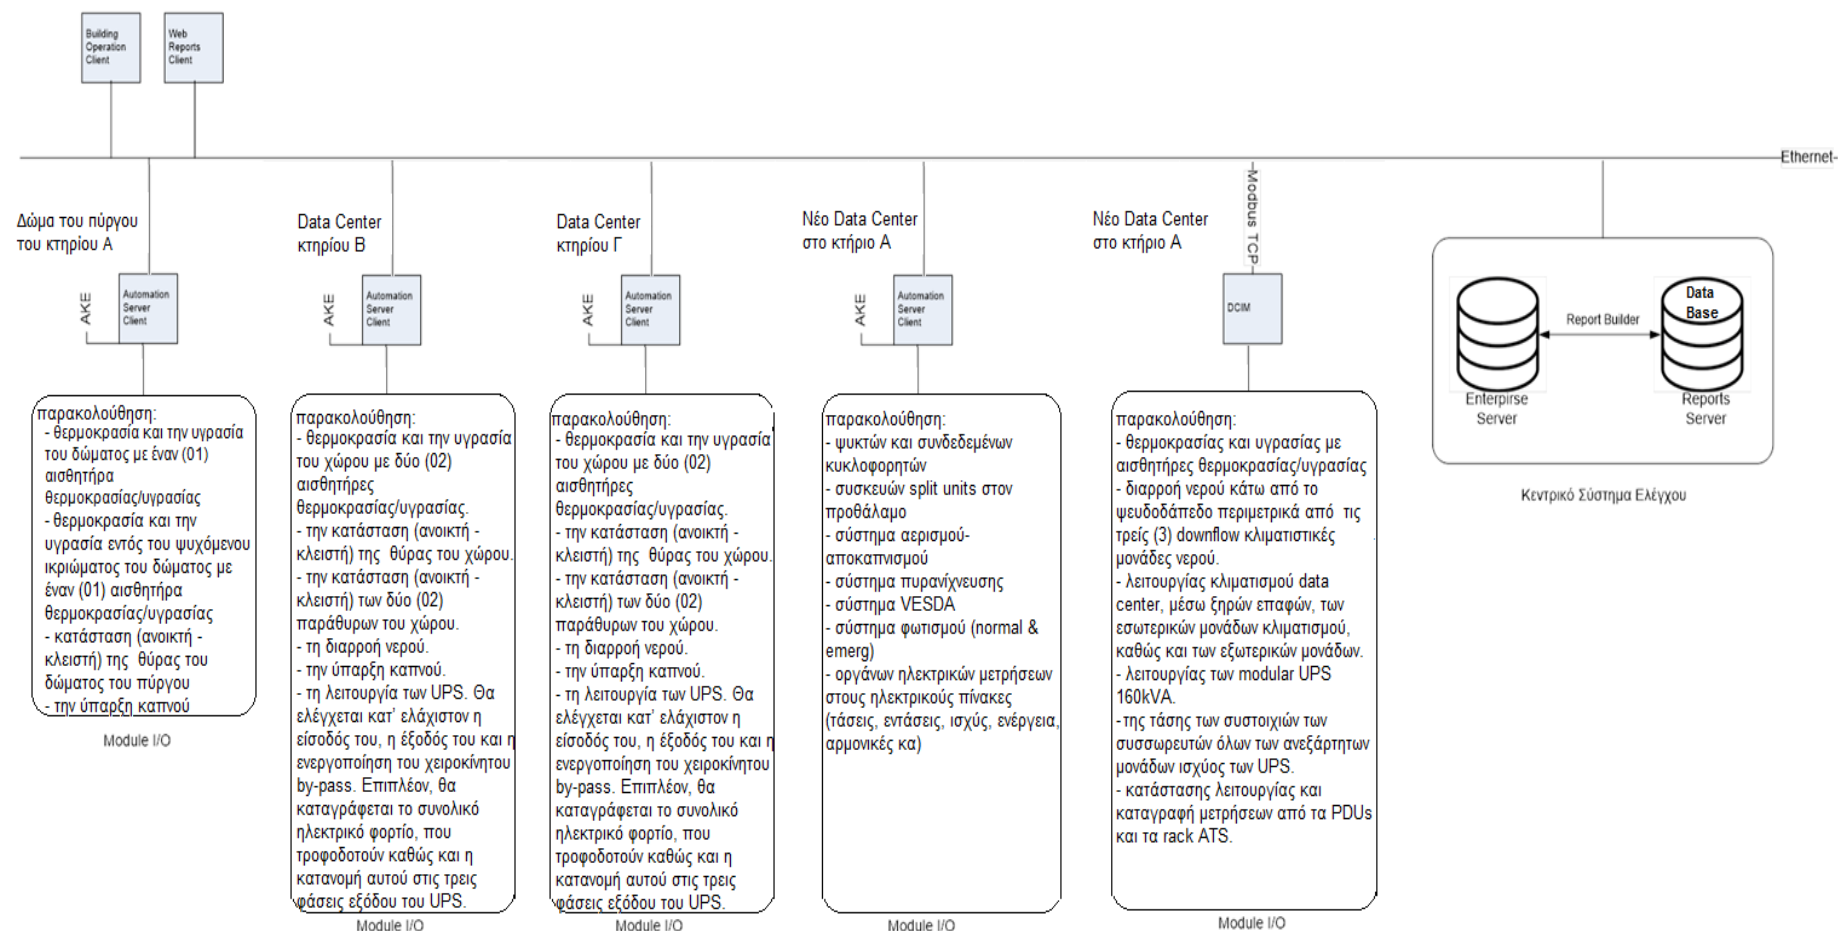 Building
Operation
Client
Web
Reports
Client
Ethernet
Δώμα του πύργου
του κτηρίου Α
AKE
Automation
Server
Client
παρακολούθηση:
- θερμοκρασία και την υγρασία
του δώματος με έναν (01)
αισθητήρα
θερμοκρασίας/υγρασίας
- θερμοκρασία και την
υγρασία εντός του ψυχόμενου
ικριώματος του δώματος με
έναν (01) αισθητήρα
θερμοκρασίας/υγρασίας
- κατάσταση (ανοικτή -
κλειστή) της θύρας του
δώματος του πύργου
- την ύπαρξη καπνού
Module I/O
Data Center
κτηρίου Β
AKE
Automation
Server
Client
παρακολούθηση:
- θερμοκρασία και την υγρασία
του χώρου με δύο (02)
αισθητήρες
θερμοκρασίας/υγρασίας.
- την κατάσταση (ανοικτή -
κλειστή) της θύρας του χώρου.
- την κατάσταση (ανοικτή -
κλειστή) των δύο (02)
παράθυρων του χώρου.
- τη διαρροή νερού.
- την ύπαρξη καπνού.
- τη λειτουργία των UPS. Θα
ελέγχεται κατ’ ελάχιστον η
είσοδός του, η έξοδός του και η
ενεργοποίηση του χειροκίνητου
by-pass. Επιπλέον, θα
καταγράφεται το συνολικό
ηλεκτρικό φορτίο, που
τροφοδοτούν καθώς και η
κατανομή αυτού στις τρεις
φάσεις εξόδου του UPS.
Module I/O
Data Center
κτηρίου Γ
AKE
Automation
Server
Client
παρακολούθηση:
- θερμοκρασία και την υγρασία
του χώρου με δύο (02)
αισθητήρες
θερμοκρασίας/υγρασίας.
- την κατάσταση (ανοικτή -
κλειστή) της θύρας του χώρου.
- την κατάσταση (ανοικτή -
κλειστή) των δύο (02)
παράθυρων του χώρου.
- τη διαρροή νερού.
- την ύπαρξη καπνού.
- τη λειτουργία των UPS. Θα
ελέγχεται κατ’ ελάχιστον η
είσοδός του, η έξοδός του και η
ενεργοποίηση του χειροκίνητου
by-pass. Επιπλέον, θα
καταγράφεται το συνολικό
ηλεκτρικό φορτίο, που
τροφοδοτούν καθώς και η
κατανομή αυτού στις τρεις
φάσεις εξόδου του UPS.
Module I/O
Νέο Data Center
στο κτήριο Α
AKE
Automation
Server
Client
παρακολούθηση:
- ψυκτών και συνδεδεμένων
κυκλοφορητών
- συσκευών split units στον
προθάλαμο
- σύστημα αερισμού-
αποκαπνισμού
- σύστημα πυρανίχνευσης
- σύστημα VESDA
- σύστημα φωτισμού (normal &
emerg)
- οργάνων ηλεκτρικών μετρήσεων
στους ηλεκτρικούς πίνακες
(τάσεις, εντάσεις, ισχύς, ενέργεια,
αρμονικές κα)
Module I/O
Νέο Data Center
στο κτήριο Α
Modbus TCP
DCIM
παρακολούθηση:
- θερμοκρασίας και υγρασίας με
αισθητήρες θερμοκρασίας/υγρασίας
- διαρροή νερού κάτω από το
ψευδοδάπεδο περιμετρικά από τις
τρείς (3) downflow κλιματιστικές
μονάδες νερού.
- λειτουργίας κλιματισμού data
center, μέσω ξηρών επαφών, των
εσωτερικών μονάδων κλιματισμού,
καθώς και των εξωτερικών μονάδων.
- λειτουργίας των modular UPS
160kVA.
-της τάσης των συστοιχιών των
συσσωρευτών όλων των ανεξάρτητων
μονάδων ισχύος των UPS.
- κατάστασης λειτουργίας και
καταγραφή μετρήσεων από τα PDUs
και τα rack ATS.
Module I/O
Data
Base
Report Builder
Enterpirse
Server
Reports
Server
Κεντρικό Σύστημα Ελέγχου